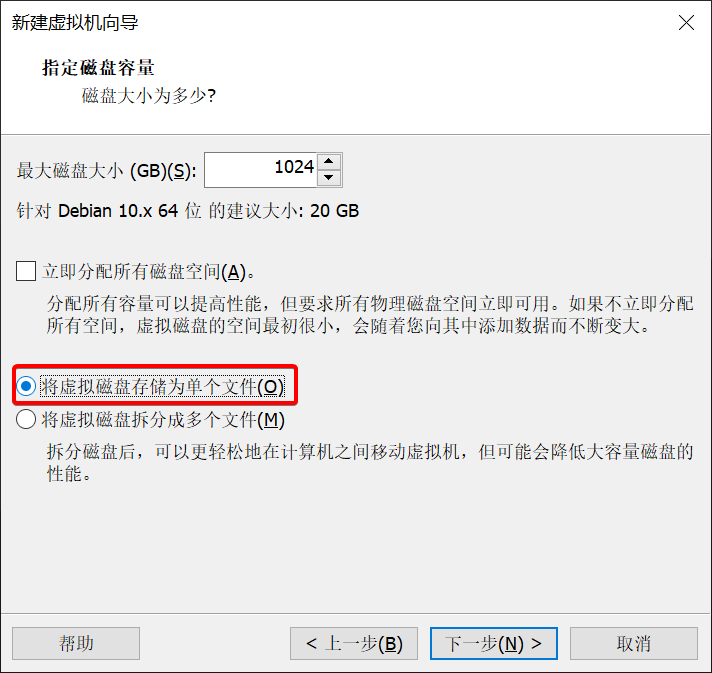 新建虚拟机向导
指定磁盘容量
磁盘大小为多少?
最大磁盘大小 (GB)(S): 1024
针对 Debian 10.x 64 位 的建议大小: 20 GB
立即分配所有磁盘空间(A)。
分配所有容量可以提高性能，但要求所有物理磁盘空间立即可用。如果不立即分配
所有空间，虚拟磁盘的空间最初很小，会随着您向其中添加数据而不断变大。
将虚拟磁盘存储为单个文件(O)
将虚拟磁盘拆分成多个文件(M)
拆分磁盘后，可以更轻松地在计算机之间移动虚拟机，但可能会降低大容量磁盘的
性能。
帮助 < 上一步(B) 下一步(N) > 取消